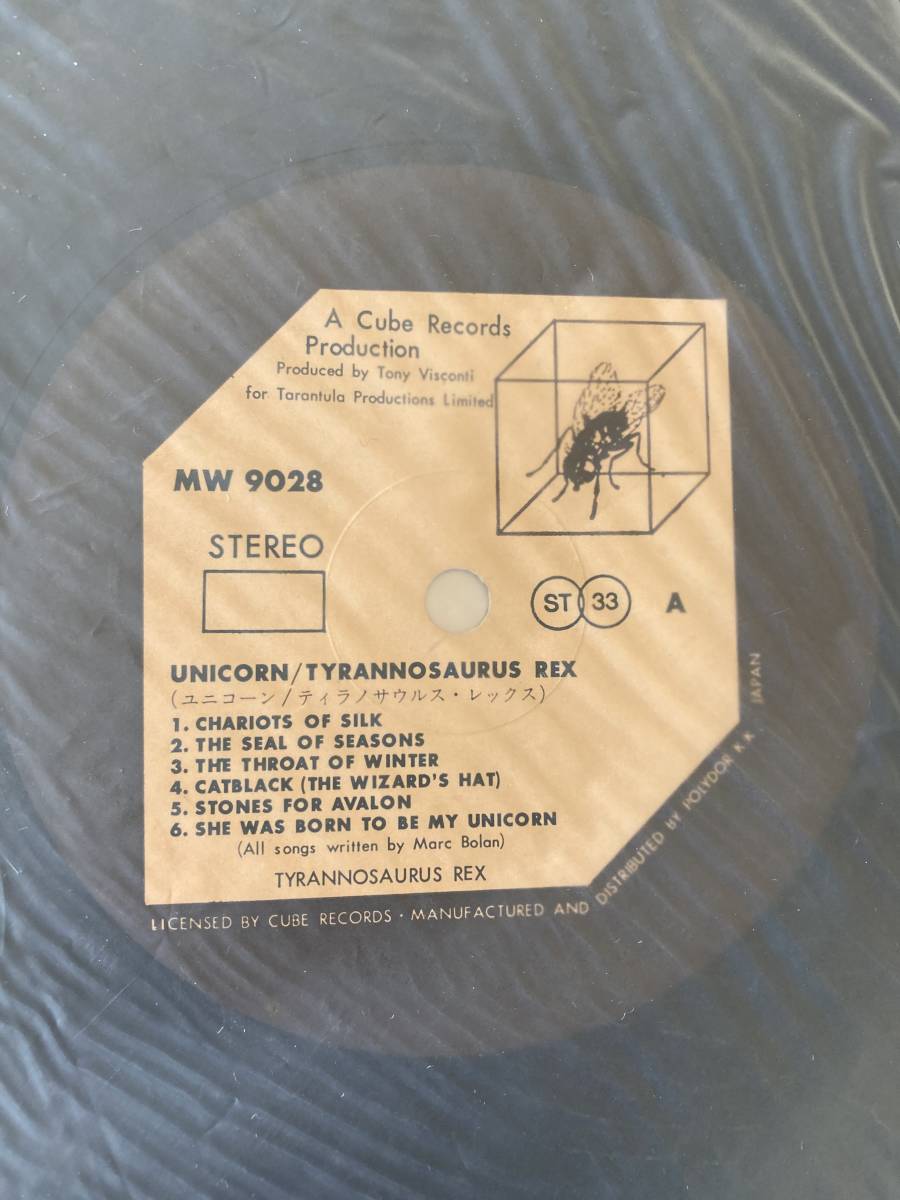 A Cube Records
Production
Produced by Tony Visconti
for Tarantula Productions Limited
MW 9028
STEREO
ST 33 A
UNICORN/TYRANNOSAURUS REX
(ユニコーン/ティラノサウルス・レックス)
1. CHARIOTS OF SILK
2. THE SEAL OF SEASONS
3. THE THROAT OF WINTER
4. CATBLACK (THE WIZARD'S HAT)
5. STONES FOR AVALON
6. SHE WAS BORN TO BE MY UNICORN
(All songs written by Marc Bolan)
TYRANNOSAURUS REX
LICENSED BY CUBE RECORDS · MANUFACTURED AND DISTRIBUTED BY POLYDOR K.K. JAPAN